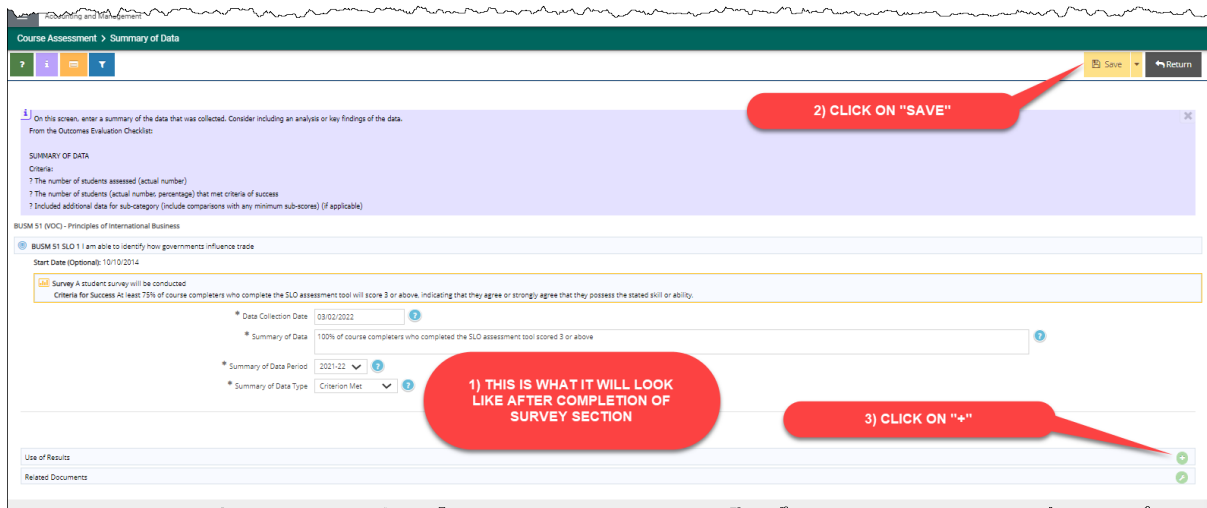 Accounting and Management
Course Assessment > Summary of Data
? i
Save
Return
2) CLICK ON "SAVE"
i On this screen, enter a summary of the data that was collected. Consider including an analysis or key findings of the data.
From the Outcomes Evaluation Checklist:
SUMMARY OF DATA
Criteria:
? The number of students assessed (actual number)
? The number of students (actual number, percentage) that met criteria of success
? Included additional data for sub-category (include comparisons with any minimum sub-scores) (if applicable)
BUSM 51 (VOC) - Principles of International Business
BUSM 51 SLO 1 I am able to identify how governments influence trade
Start Date (Optional): 10/10/2014
Survey A student survey will be conducted
Criteria for Success At least 75% of course completers who complete the SLO assessment tool will score 3 or above, indicating that they agree or strongly agree that they possess the stated skill or ability.
* Data Collection Date 03/02/2022 ?
* Summary of Data 100% of course completers who completed the SLO assessment tool scored 3 or above ?
* Summary of Data Period 2021-22 ?
* Summary of Data Type Criterion Met ?
1) THIS IS WHAT IT WILL LOOK
LIKE AFTER COMPLETION OF
SURVEY SECTION
3) CLICK ON "+"
Use of Results
Related Documents